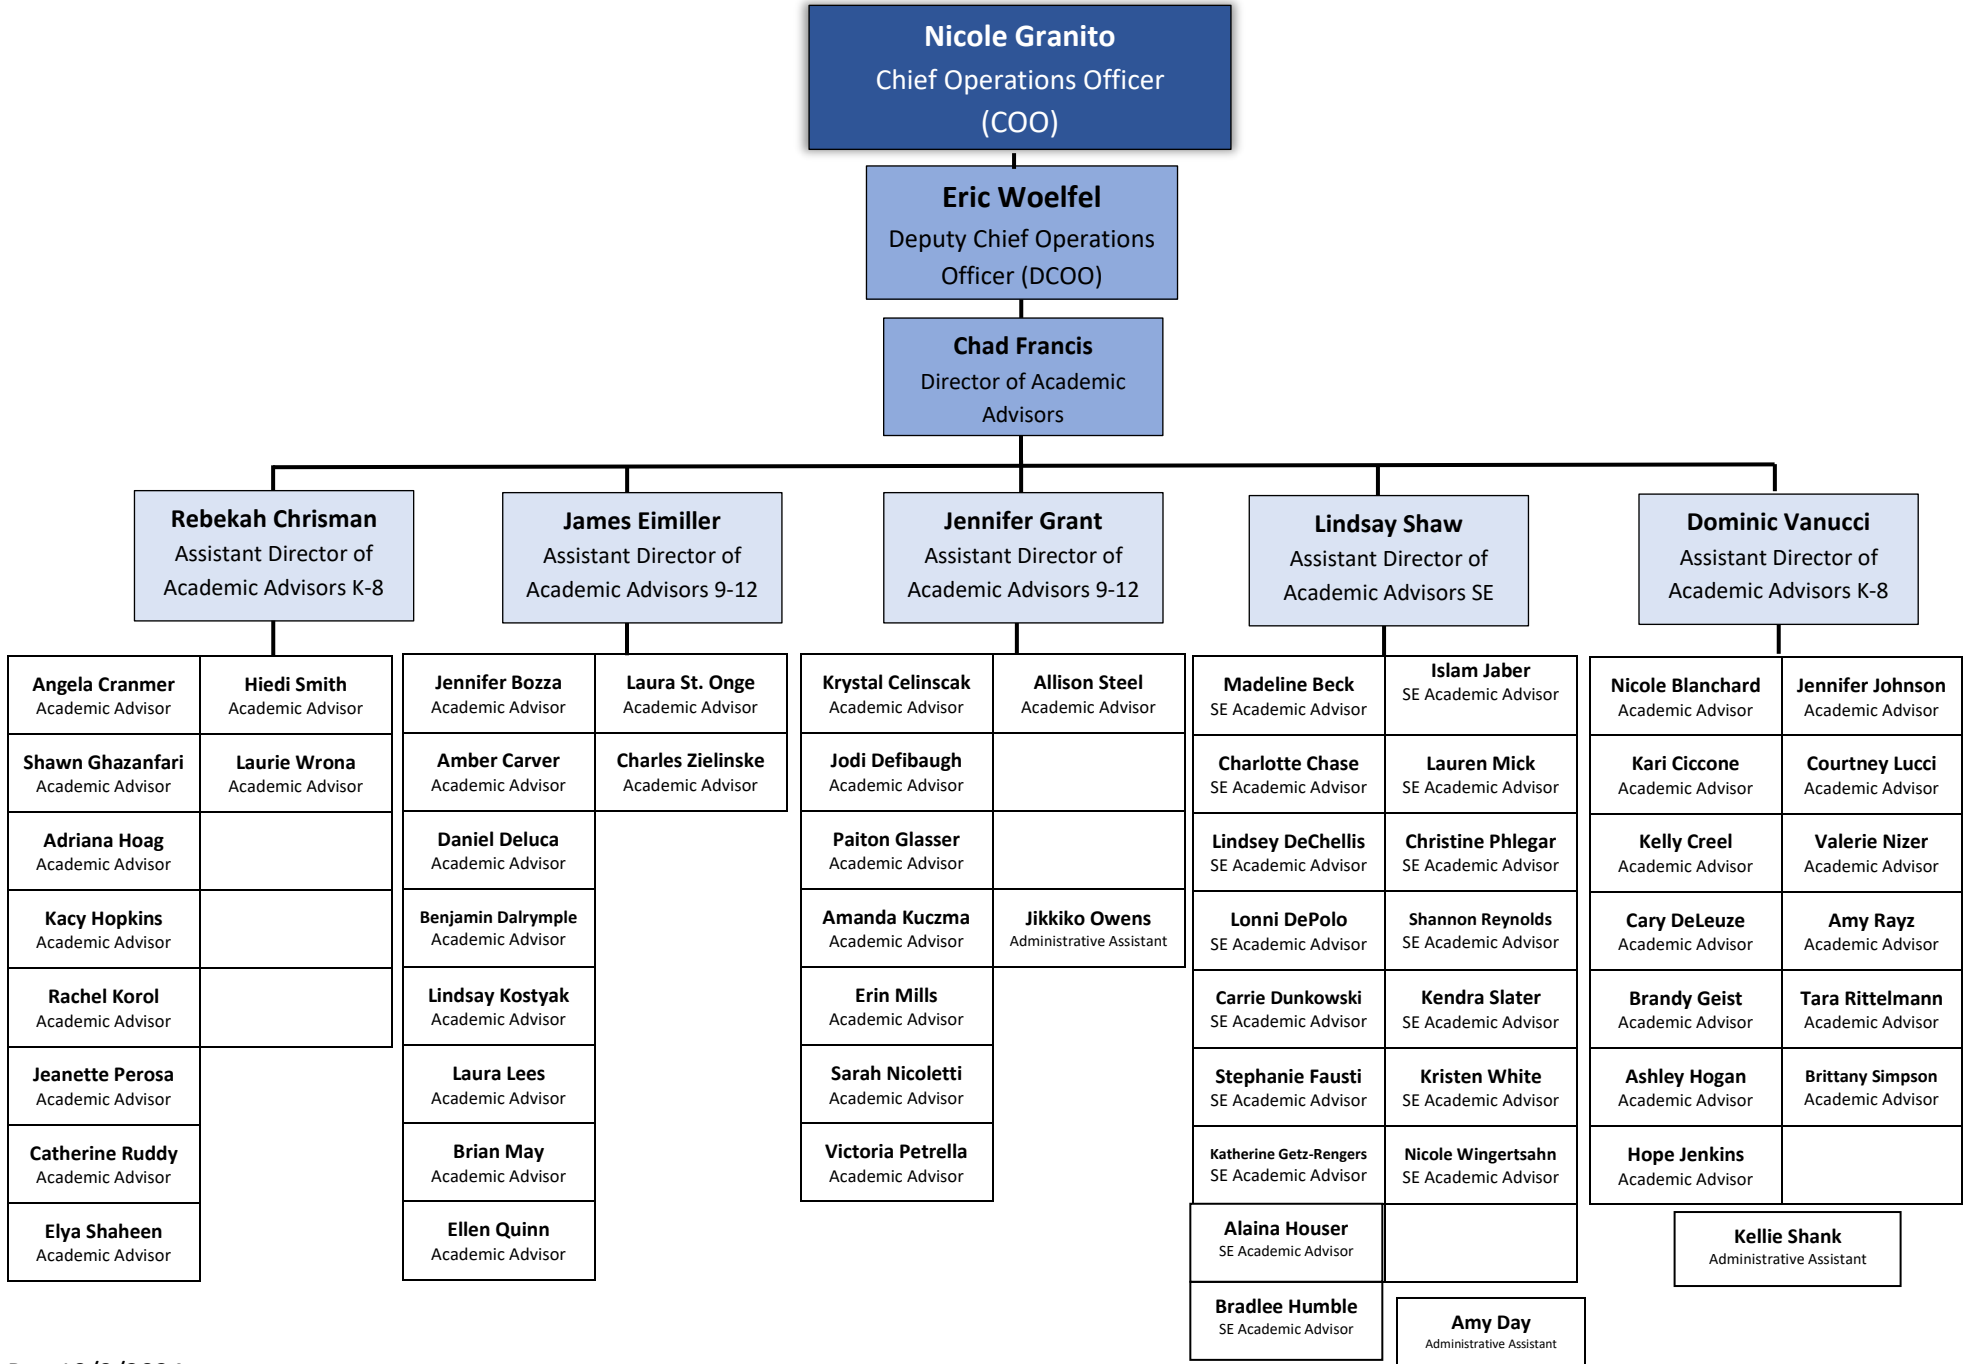 Nicole Granito
Chief Operations Officer
(COO)
Eric Woelfel
Deputy Chief Operations
Officer (DCOO)
Chad Francis
Director of Academic
Advisors
Rebekah Chrisman
Assistant Director of
Academic Advisors K-8
James Eimiller
Assistant Director of
Academic Advisors 9-12
Jennifer Grant
Assistant Director of
Academic Advisors 9-12
Lindsay Shaw
Assistant Director of
Academic Advisors SE
Dominic Vanucci
Assistant Director of
Academic Advisors K-8
Angela Cranmer
Academic Advisor
Hiedi Smith
Academic Advisor
Shawn Ghazanfari
Academic Advisor
Laurie Wrona
Academic Advisor
Adriana Hoag
Academic Advisor
Kacy Hopkins
Academic Advisor
Rachel Korol
Academic Advisor
Jeanette Perosa
Academic Advisor
Catherine Ruddy
Academic Advisor
Elya Shaheen
Academic Advisor
Jennifer Bozza
Academic Advisor
Laura St. Onge
Academic Advisor
Amber Carver
Academic Advisor
Charles Zielinske
Academic Advisor
Daniel Deluca
Academic Advisor
Benjamin Dalrymple
Academic Advisor
Lindsay Kostyak
Academic Advisor
Laura Lees
Academic Advisor
Brian May
Academic Advisor
Ellen Quinn
Academic Advisor
Krystal Celinscak
Academic Advisor
Allison Steel
Academic Advisor
Jodi Defibaugh
Academic Advisor
Paiton Glasser
Academic Advisor
Amanda Kuczma
Academic Advisor
Jikkiko Owens
Administrative Assistant
Erin Mills
Academic Advisor
Sarah Nicoletti
Academic Advisor
Victoria Petrella
Academic Advisor
Madeline Beck
SE Academic Advisor
Islam Jaber
SE Academic Advisor
Charlotte Chase
SE Academic Advisor
Lauren Mick
SE Academic Advisor
Lindsey DeChellis
SE Academic Advisor
Christine Phlegar
SE Academic Advisor
Lonni DePolo
SE Academic Advisor
Shannon Reynolds
SE Academic Advisor
Carrie Dunkowski
SE Academic Advisor
Kendra Slater
SE Academic Advisor
Stephanie Fausti
SE Academic Advisor
Kristen White
SE Academic Advisor
Katherine Getz-Rengers
SE Academic Advisor
Nicole Wingertsahn
SE Academic Advisor
Alaina Houser
SE Academic Advisor
Bradlee Humble
SE Academic Advisor
Amy Day
Administrative Assistant
Nicole Blanchard
Academic Advisor
Jennifer Johnson
Academic Advisor
Kari Ciccone
Academic Advisor
Courtney Lucci
Academic Advisor
Kelly Creel
Academic Advisor
Valerie Nizer
Academic Advisor
Cary DeLeuze
Academic Advisor
Amy Rayz
Academic Advisor
Brandy Geist
Academic Advisor
Tara Rittelmann
Academic Advisor
Ashley Hogan
Academic Advisor
Brittany Simpson
Academic Advisor
Hope Jenkins
Academic Advisor
Kellie Shank
Administrative Assistant